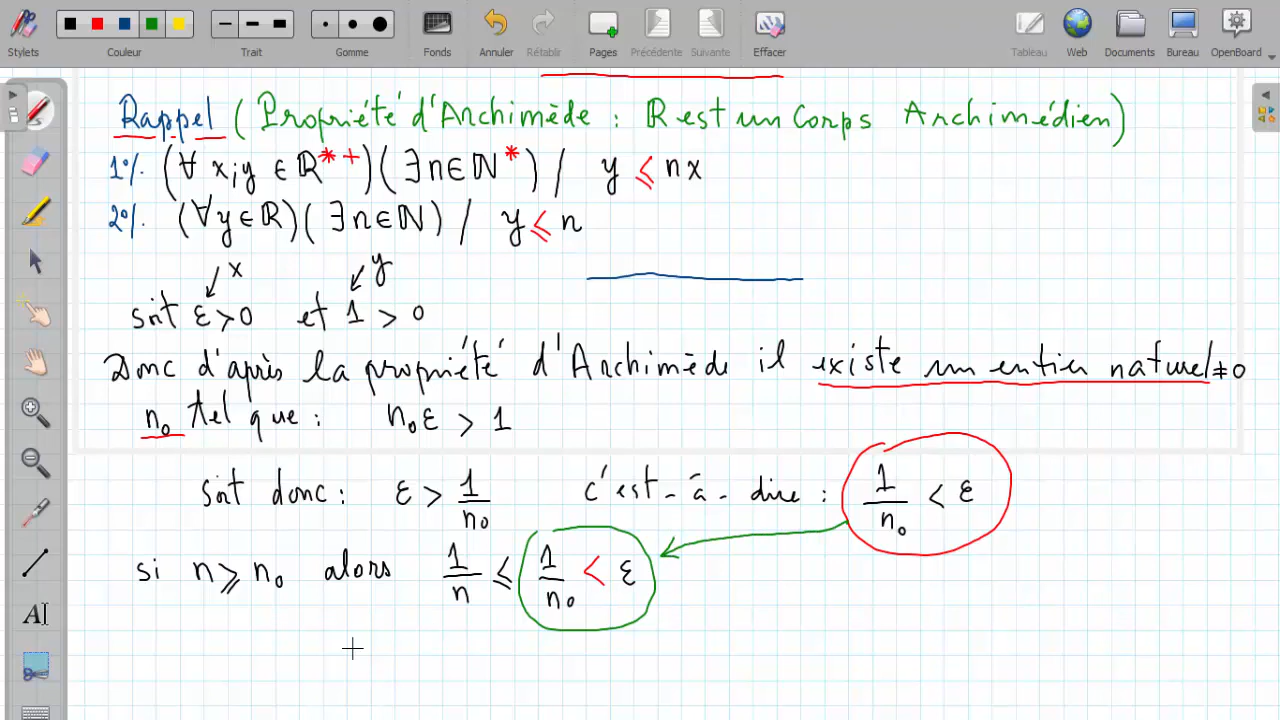 Stylets Couleur Trait Gomme Fonds Annuler Rétablir Pages Précédente Suivante Effacer Tableau Web Documents Bureau OpenBoard
Rappel (Propriété d'Archimède : R est un Corps Archimédien)
1°/. (∀ x,y ∈ ℝ*+)(∃n∈ℕ*) / y ⩽ nx
2°/. (∀y∈ℝ)(∃n∈ℕ) / y ⩽ n
x y
soit ε>0 et 1 > 0
Donc d'après la propriété d'Archimède il existe un entier naturel ≠0
n₀ tel que : n₀ε > 1
soit donc : ε > 1/n₀ c'est-à-dire : 1/n₀ < ε
si n ⩾ n₀ alors 1/n ⩽ 1/n₀ < ε
AI